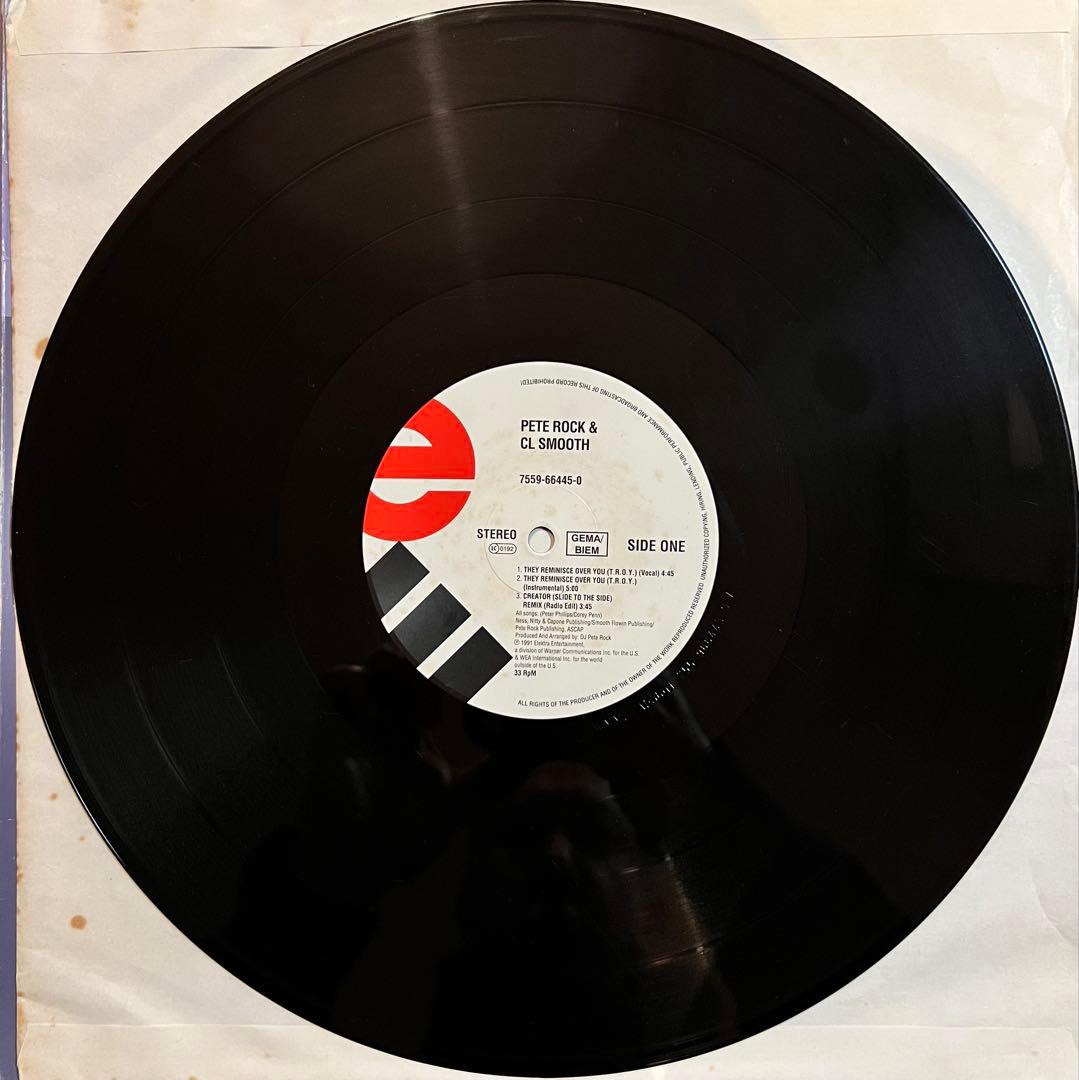 e
PETE ROCK &
CL SMOOTH
7559-66445-0
STEREO
LC 0192
GEMA/
BIEM
SIDE ONE
1. THEY REMINISCE OVER YOU (T.R.O.Y.) (Vocal) 4:45
2. THEY REMINISCE OVER YOU (T.R.O.Y.)
(Instrumental) 5:00
3. CREATOR (SLIDE TO THE SIDE)
REMIX (Radio Edit) 3:45
All songs: (Peter Phillips/Corey Penn)
Ness, Nitty & Capone Publishing/Smooth Flowin Publishing/
Pete Rock Publishing, ASCAP
Produced And Arranged by: DJ Pete Rock
℗ 1991 Elektra Entertainment,
a division of Warner Communications Inc. for the U.S.
& WEA International Inc. for the world
outside of the U.S.
33 RpM
ALL RIGHTS OF THE PRODUCER AND OF THE OWNER OF THE WORK REPRODUCED RESERVED UNAUTHORIZED COPYING, HIRING, LENDING, PUBLIC PERFORMANCE AND BROADCASTING OF THIS RECORD PROHIBITED!